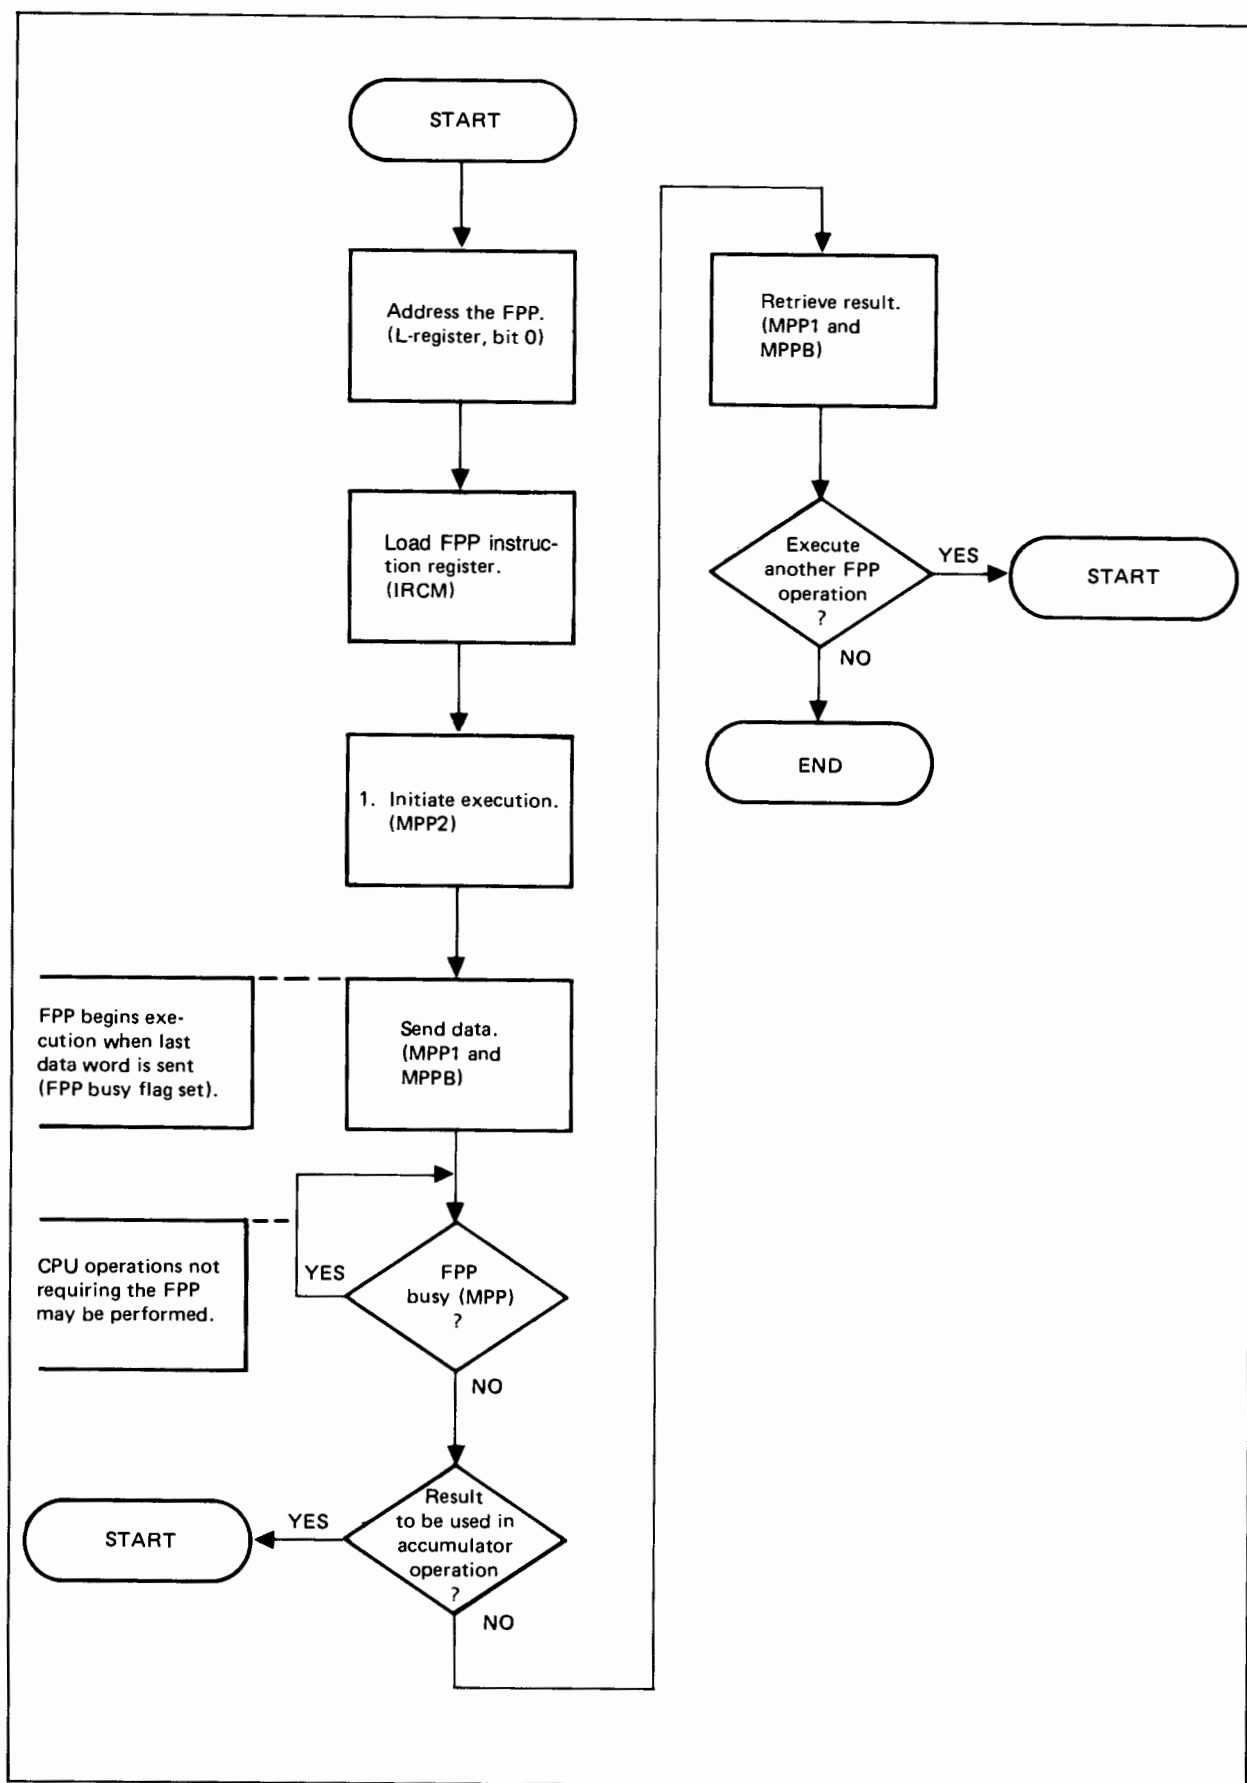 START
Address the FPP.
(L-register, bit 0)
Load FPP instruc-
tion register.
(IRCM)
1. Initiate execution.
(MPP2)
FPP begins exe-
cution when last
data word is sent
(FPP busy flag set).
Send data.
(MPP1 and
MPPB)
CPU operations not
requiring the FPP
may be performed.
YES
FPP
busy (MPP)
?
NO
START
YES
Result
to be used in
accumulator
operation
?
NO
Retrieve result.
(MPP1 and
MPPB)
Execute
another FPP
operation
?
YES
START
NO
END